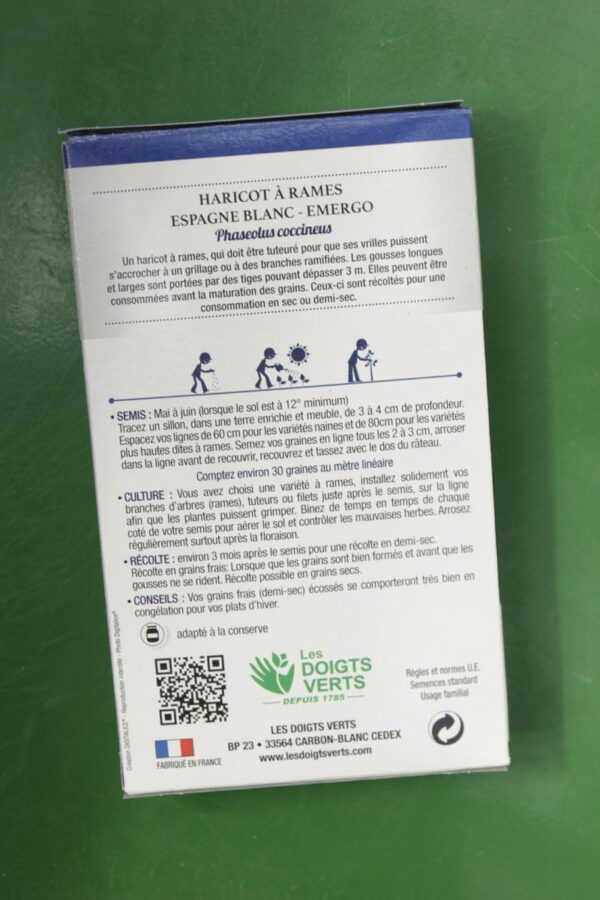 HARICOT À RAMES
ESPAGNE BLANC - EMERGO
Phaseolus coccineus
Un haricot à rames, qui doit être tuteuré pour que ses vrilles puissent
s'accrocher à un grillage ou à des branches ramifiées. Les gousses longues
et larges sont portées par des tiges pouvant dépasser 3 m. Elles peuvent être
consommées avant la maturation des grains. Ceux-ci sont récoltés pour une
consommation en sec ou demi-sec.
• SEMIS : Mai à juin (lorsque le sol est à 12° minimum)
Tracez un sillon, dans une terre enrichie et meuble, de 3 à 4 cm de profondeur.
Espacez vos lignes de 60 cm pour les variétés naines et de 80cm pour les variétés
plus hautes dites à rames. Semez vos graines en ligne tous les 2 à 3 cm, arroser
dans la ligne avant de recouvrir, recouvrez et tassez avec le dos du râteau.
Comptez environ 30 graines au mètre linéaire
• CULTURE : Vous avez choisi une variété à rames, installez solidement vos
branches d'arbres (rames), tuteurs ou filets juste après le semis, sur la ligne
afin que les plantes puissent grimper. Binez de temps en temps de chaque
coté de votre semis pour aérer le sol et contrôler les mauvaises herbes. Arrosez
régulièrement surtout après la floraison.
• RÉCOLTE : environ 3 mois après le semis pour une récolte en demi-sec.
Récolte en grains frais: Lorsque les grains sont bien formés et avant que les
gousses ne se rident. Récolte possible en grains secs.
• CONSEILS : Vos grains frais (demi-sec) écossés se comporteront très bien en
congélation pour vos plats d'hiver.
adapté à la conserve
Création DIGITALICE® - Reproduction interdite - Photo Digitalice®
Les
DOIGTS
VERTS
- DEPUIS 1785 -
Règles et normes U.E.
Semences standard
Usage familial
FABRIQUÉ EN FRANCE
LES DOIGTS VERTS
BP 23 • 33564 CARBON-BLANC CEDEX
www.lesdoigtsverts.com